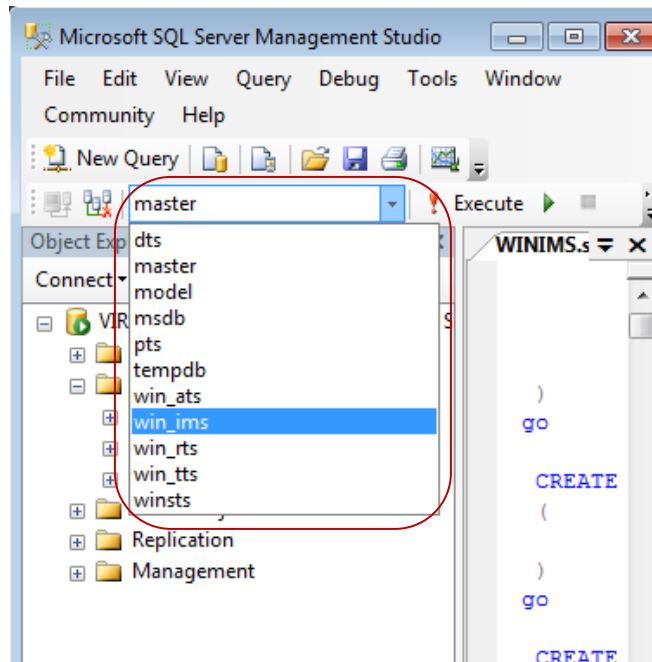 Microsoft SQL Server Management Studio
File Edit View Query Debug Tools Window
Community Help
New Query
master Execute
Object Exp
WINIMS.s
Connect
VIR S
dts
master
model
msdb
pts
tempdb
win_ats
win_ims
win_rts
win_tts
winsts
Replication
Management
)
go
CREATE
(
)
go
CREATE